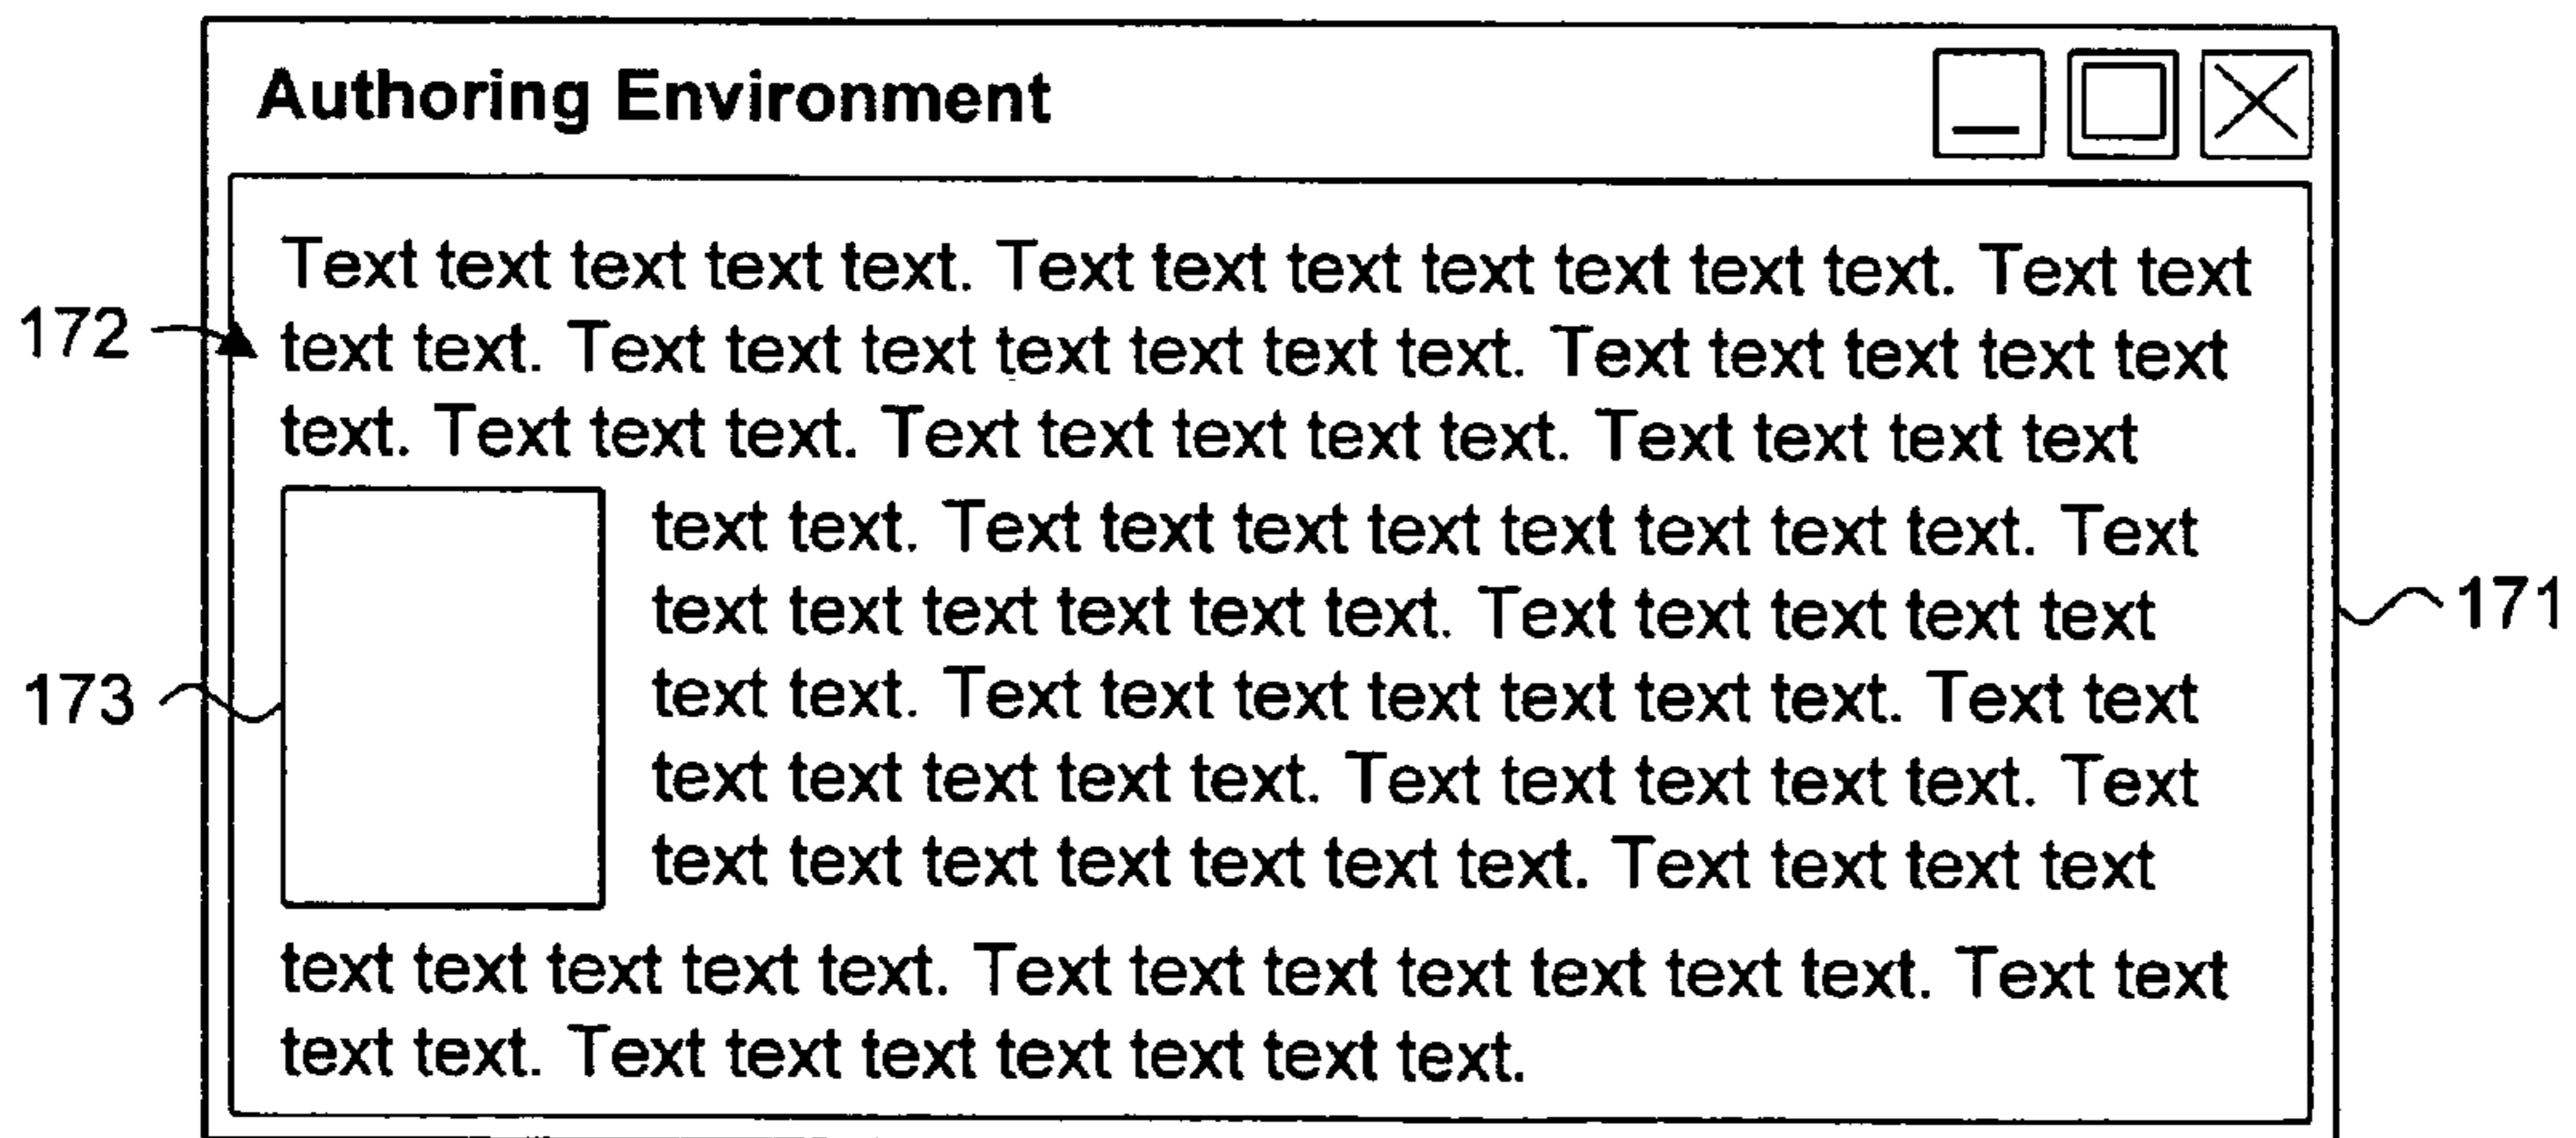 Authoring Environment
Text text text text text. Text text text text text text text. Text text
text text. Text text text text text text text. Text text text text text
text. Text text text. Text text text text text. Text text text text
text text. Text text text text text text text text. Text
text text text text text text. Text text text text text
text text. Text text text text text text text. Text text
text text text text text. Text text text text text. Text
text text text text text text text. Text text text text
text text text text text. Text text text text text text text. Text text
text text. Text text text text text text text.
172
173
171